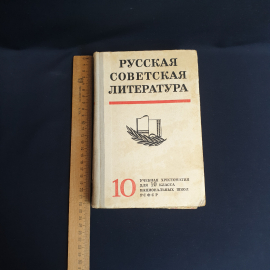 РУССКАЯ
СОВЕТСКАЯ
ЛИТЕРАТУРА
10
УЧЕБНАЯ ХРЕСТОМАТИЯ
ДЛЯ 10 КЛАССА
НАЦИОНАЛЬНЫХ ШКОЛ
РСФСР